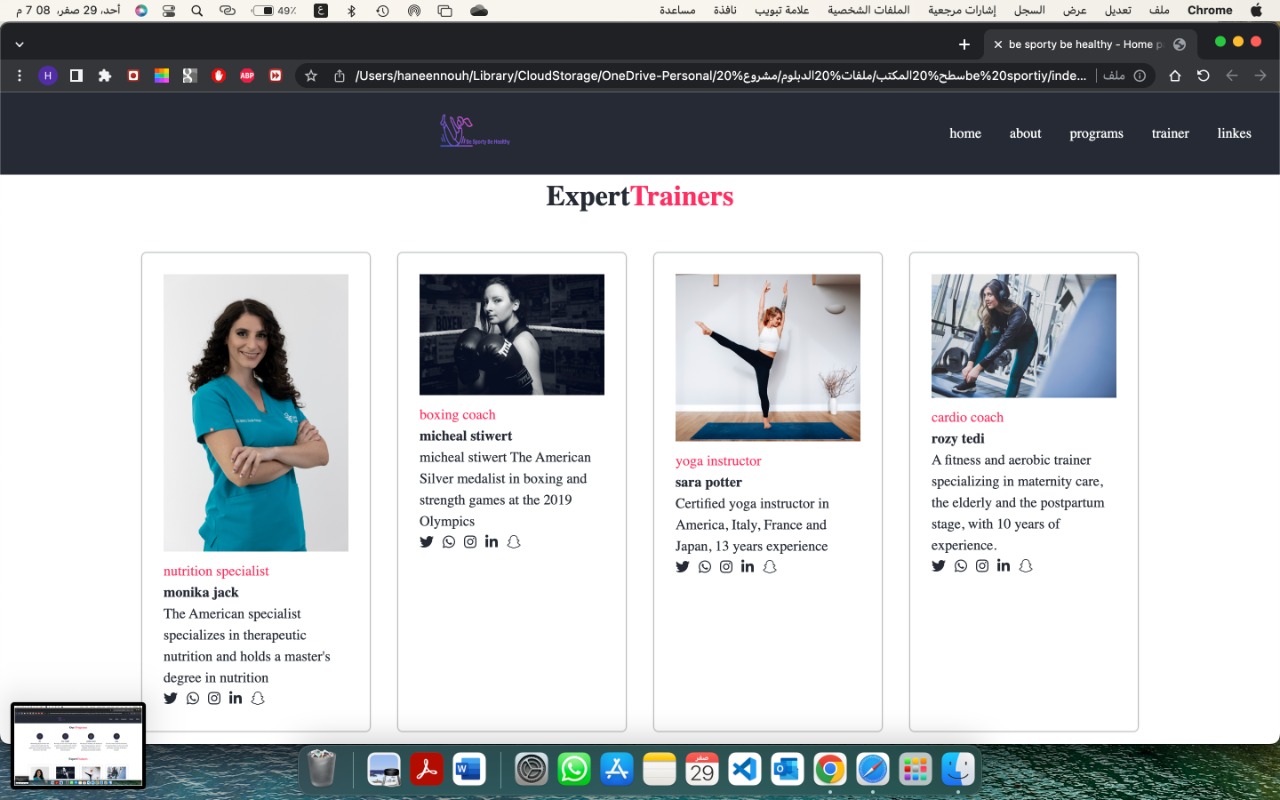 Chrome ملف تعديل عرض السجل إشارات مرجعية الملفات الشخصية علامة تبويب نافذة مساعدة
49٪ ع أحد، 29 صفر، 08 7 م
be sporty be healthy - Home p
H ABP /Users/haneennouh/Library/CloudStorage/OneDrive-Personal/20%سطح%20المكتب/ملفات%20الدبلوم/مشروعbe%20sportiy/inde... ملف
Be Sporty Be Healthy
home about programs trainer linkes
ExpertTrainers
nutrition specialist
monika jack
The American specialist
specializes in therapeutic
nutrition and holds a master's
degree in nutrition
boxing coach
micheal stiwert
micheal stiwert The American
Silver medalist in boxing and
strength games at the 2019
Olympics
yoga instructor
sara potter
Certified yoga instructor in
America, Italy, France and
Japan, 13 years experience
cardio coach
rozy tedi
A fitness and aerobic trainer
specializing in maternity care,
the elderly and the postpartum
stage, with 10 years of
experience.
صفر
29